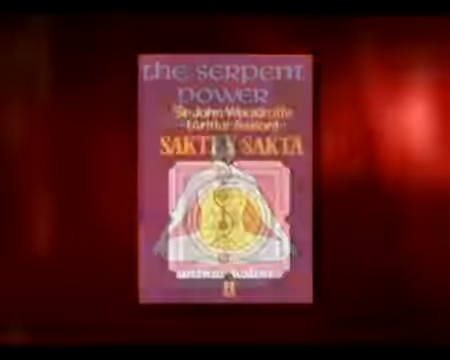 the serpent
power
Sir John Woodroffe
Arthur Avalon
SAKTI Y SAKTA